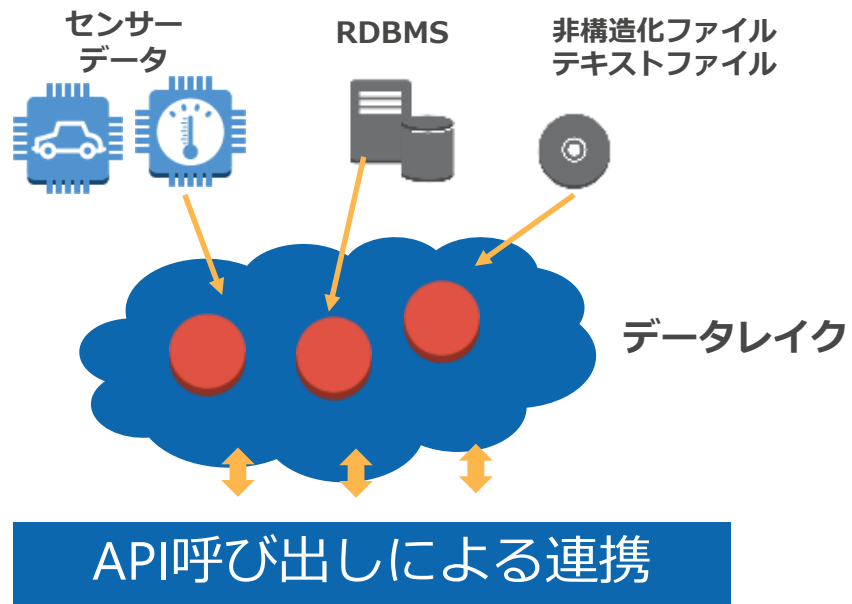 センサー
データ
RDBMS
非構造化ファイル
テキストファイル
データレイク
API呼び出しによる連携